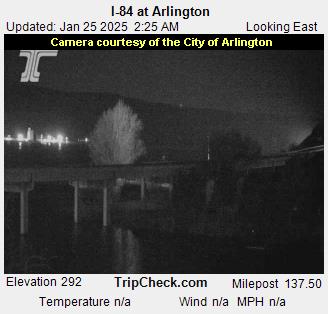 I-84 at Arlington
Updated: Jan 25 2025 2:25 AM Looking East
Camera courtesy of the City of Arlington
Elevation 292 TripCheck.com Milepost 137.50
Temperature n/a Wind n/a MPH n/a